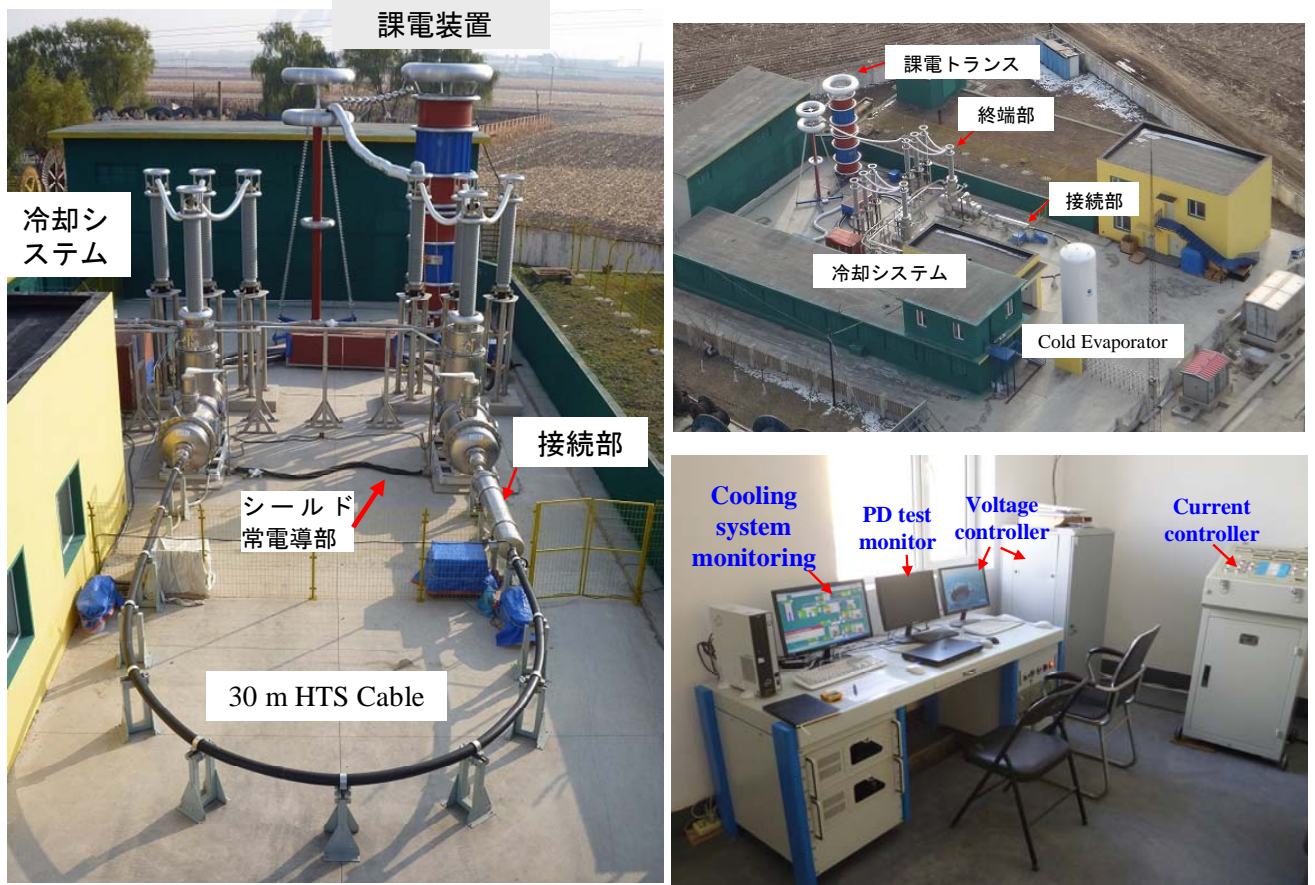 課電装置
冷却シ
ステム
接続部
シールド
常電導部
30 m HTS Cable
課電トランス
終端部
接続部
冷却システム
Cold Evaporator
Cooling
system
monitoring
PD test
monitor
Voltage
controller
Current
controller